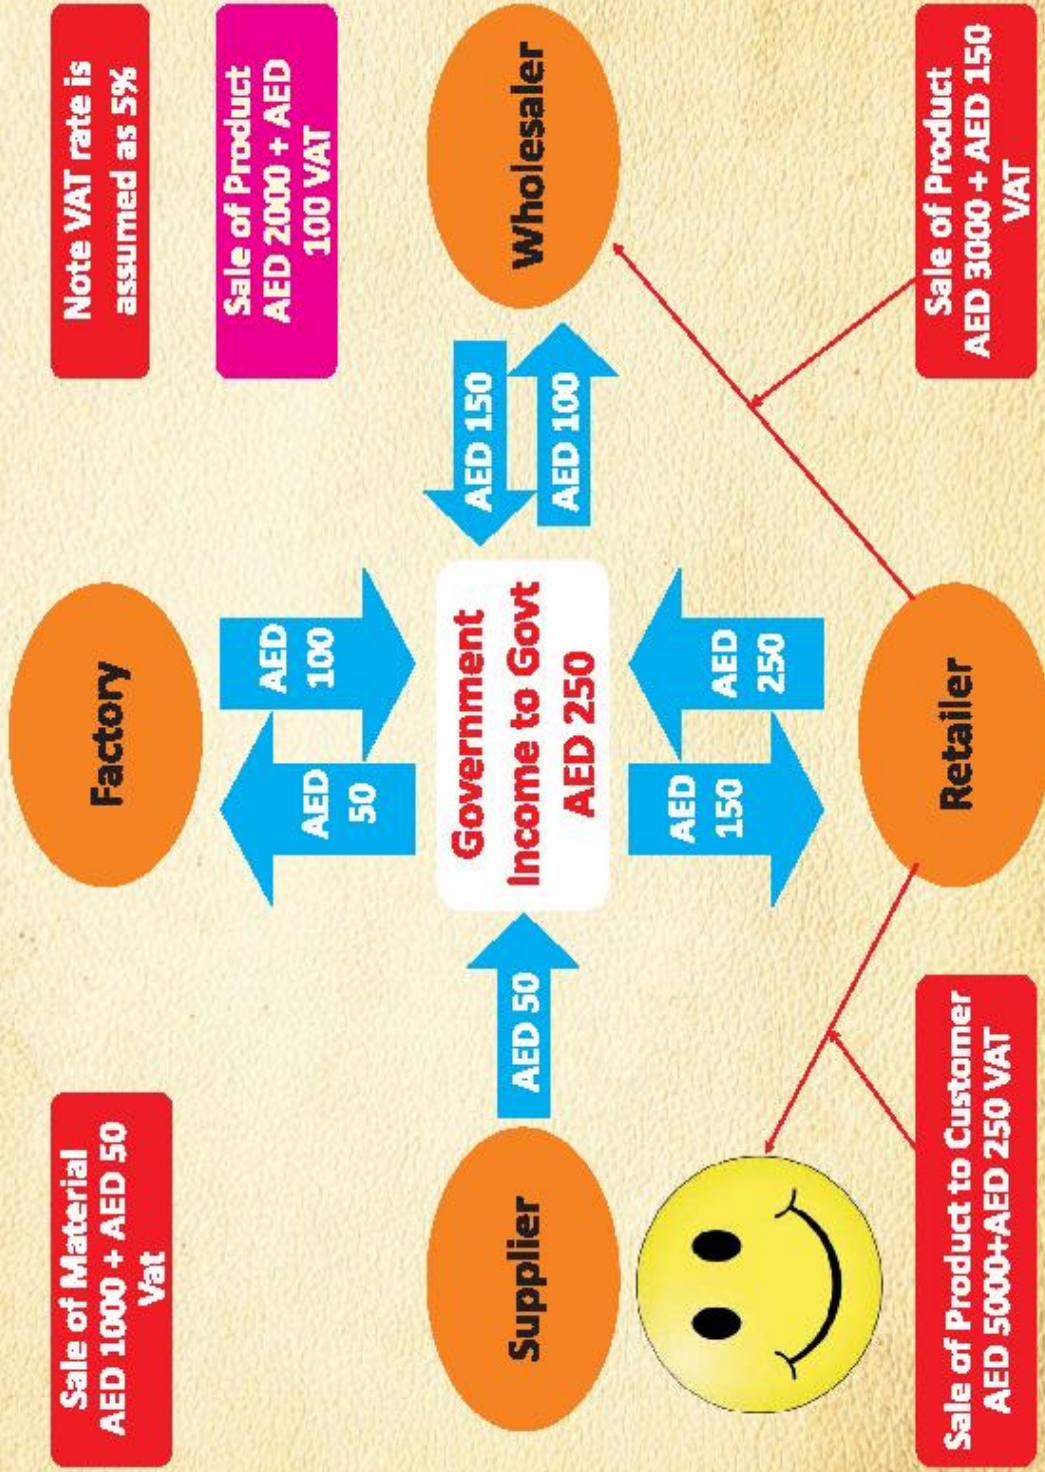 Sale of Material
AED 1000 + AED 50
Vat
Factory
Note VAT rate is
assumed as 5%
Sale of Product
AED 2000 + AED
100 VAT
AED
50
AED
100
Supplier
AED 50
Government
Income to Govt
AED 250
AED 150
AED 100
Wholesaler
AED
150
AED
250
Retailer
Sale of Product to Customer
AED 5000+AED 250 VAT
Sale of Product
AED 3000 + AED 150
VAT